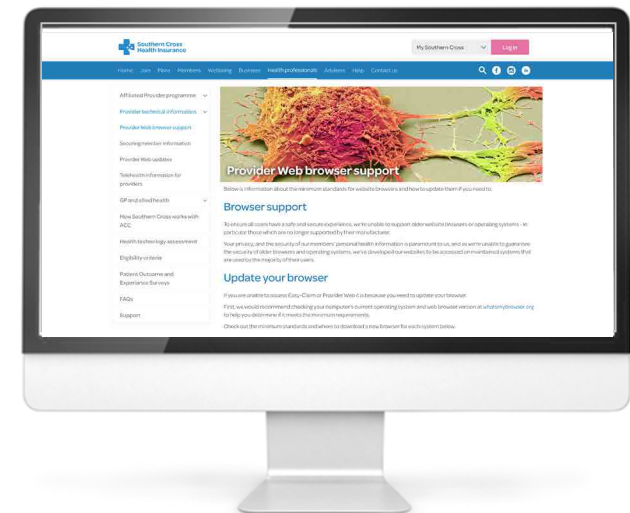 Southern Cross
Health Insurance
My Southern Cross
Login
Home Join Plans Members Wellbeing Business Health professionals Advisers Help Contact us
Affiliated Provider programme
Provider technical information
Provider Web browser support
Securing member information
Provider Web updates
Telehealth information for
providers
GP and allied health
How Southern Cross works with
ACC
Health technology assessment
Eligibility criteria
Patient Outcome and
Experience Surveys
FAQs
Support
Provider Web browser support
Below is information about the minimum standards for website browsers and how to update them if you need to.
Browser support
To ensure all users have a safe and secure experience, we're unable to support older website browsers or operating systems - in
particular those which are no longer supported by their manufacturer.
Your privacy, and the security of our members' personal health information is paramount to us, and as we're unable to guarantee
the security of older browsers and operating systems, we've developed our websites to be accessed on maintained systems that
are used by the majority of their users.
Update your browser
If you are unable to access Easy-Claim or Provider Web it is because you need to update your browser.
First, we would recommend checking your computer's current operating system and web browser version at whatsmybrowser.org
to help you determine if it meets the minimum requirements.
Check out the minimum standards and where to download a new browser for each system below.